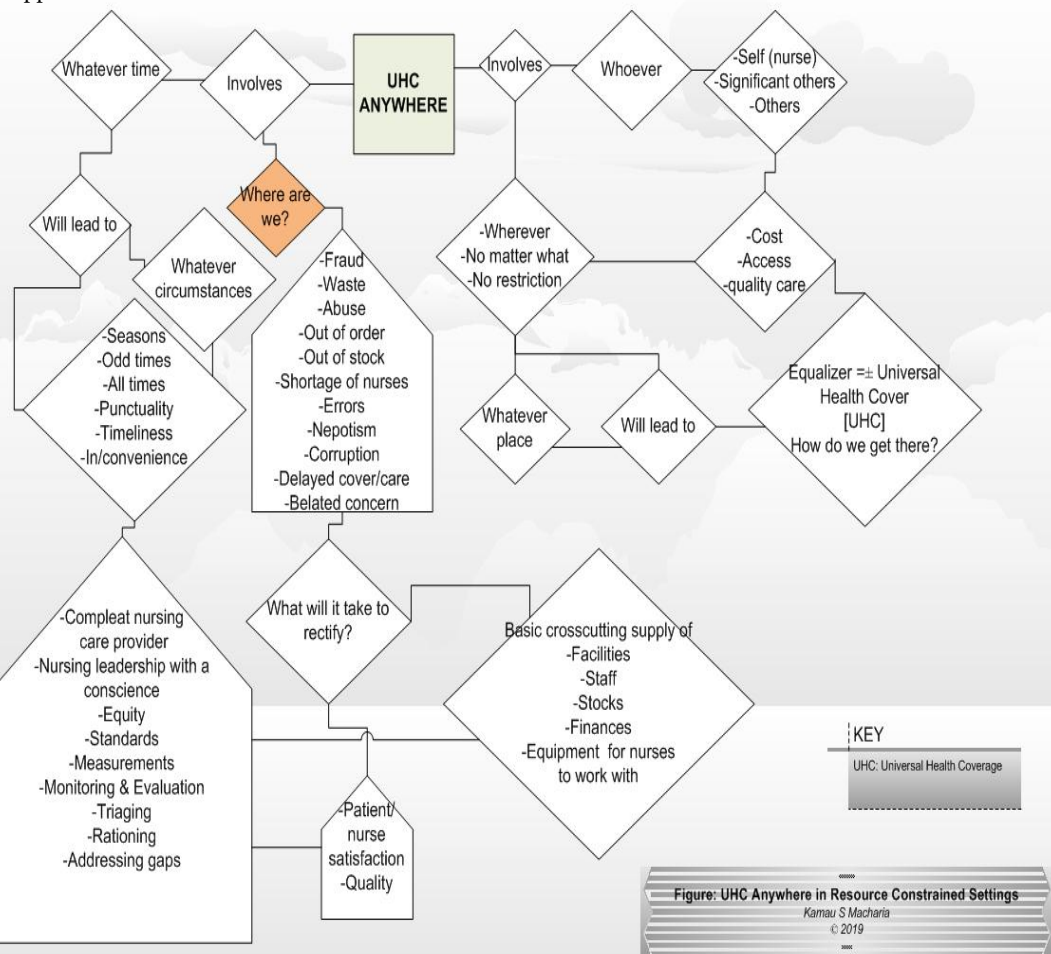 Whatever time
Involves
UHC
ANYWHERE
Involves
Whoever
-Self (nurse)
-Significant others
-Others
Will lead to
Where are
we?
Whatever
circumstances
-Seasons
-Odd times
-All times
-Punctuality
-Timeliness
-In/convenience
-Fraud
-Waste
-Abuse
-Out of order
-Out of stock
-Shortage of nurses
-Errors
-Nepotism
-Corruption
-Delayed cover/care
-Belated concern
-Wherever
-No matter what
-No restriction
-Cost
-Access
-quality care
Whatever
place
Will lead to
Equalizer =± Universal
Health Cover
[UHC]
How do we get there?
-Compleat nursing
care provider
-Nursing leadership with a
conscience
-Equity
-Standards
-Measurements
-Monitoring & Evaluation
-Triaging
-Rationing
-Addressing gaps
What will it take to
rectify?
Basic crosscutting supply of
-Facilities
-Staff
-Stocks
-Finances
-Equipment for nurses
to work with
-Patient/
nurse
satisfaction
-Quality
KEY
UHC: Universal Health Coverage
Figure: UHC Anywhere in Resource Constrained Settings
Kamau S Macharia
© 2019